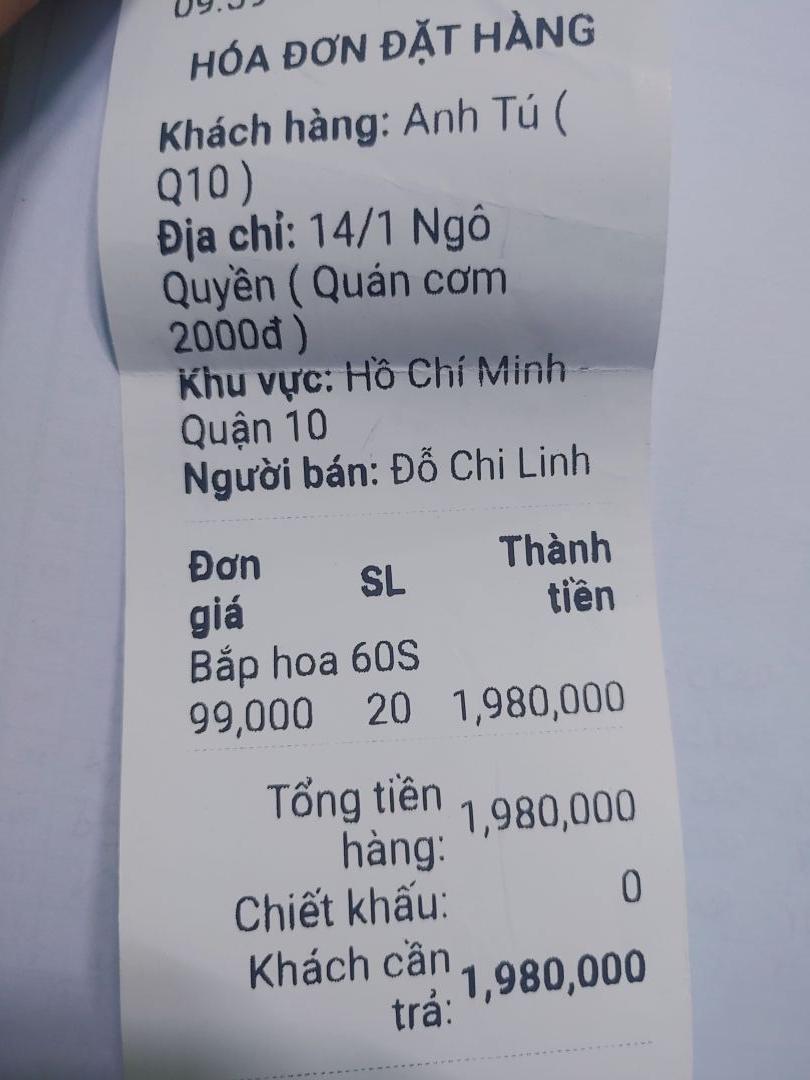 HÓA ĐƠN ĐẶT HÀNG
Khách hàng: Anh Tú (
Q10 )
Địa chỉ: 14/1 Ngô
Quyền ( Quán cơm
2000đ )
Khu vực: Hồ Chí Minh -
Quận 10
Người bán: Đỗ Chi Linh
Đơn giá SL Thành tiền
Bắp hoa 60S
99,000 20 1,980,000
Tổng tiền hàng: 1,980,000
Chiết khấu: 0
Khách cần trả: 1,980,000